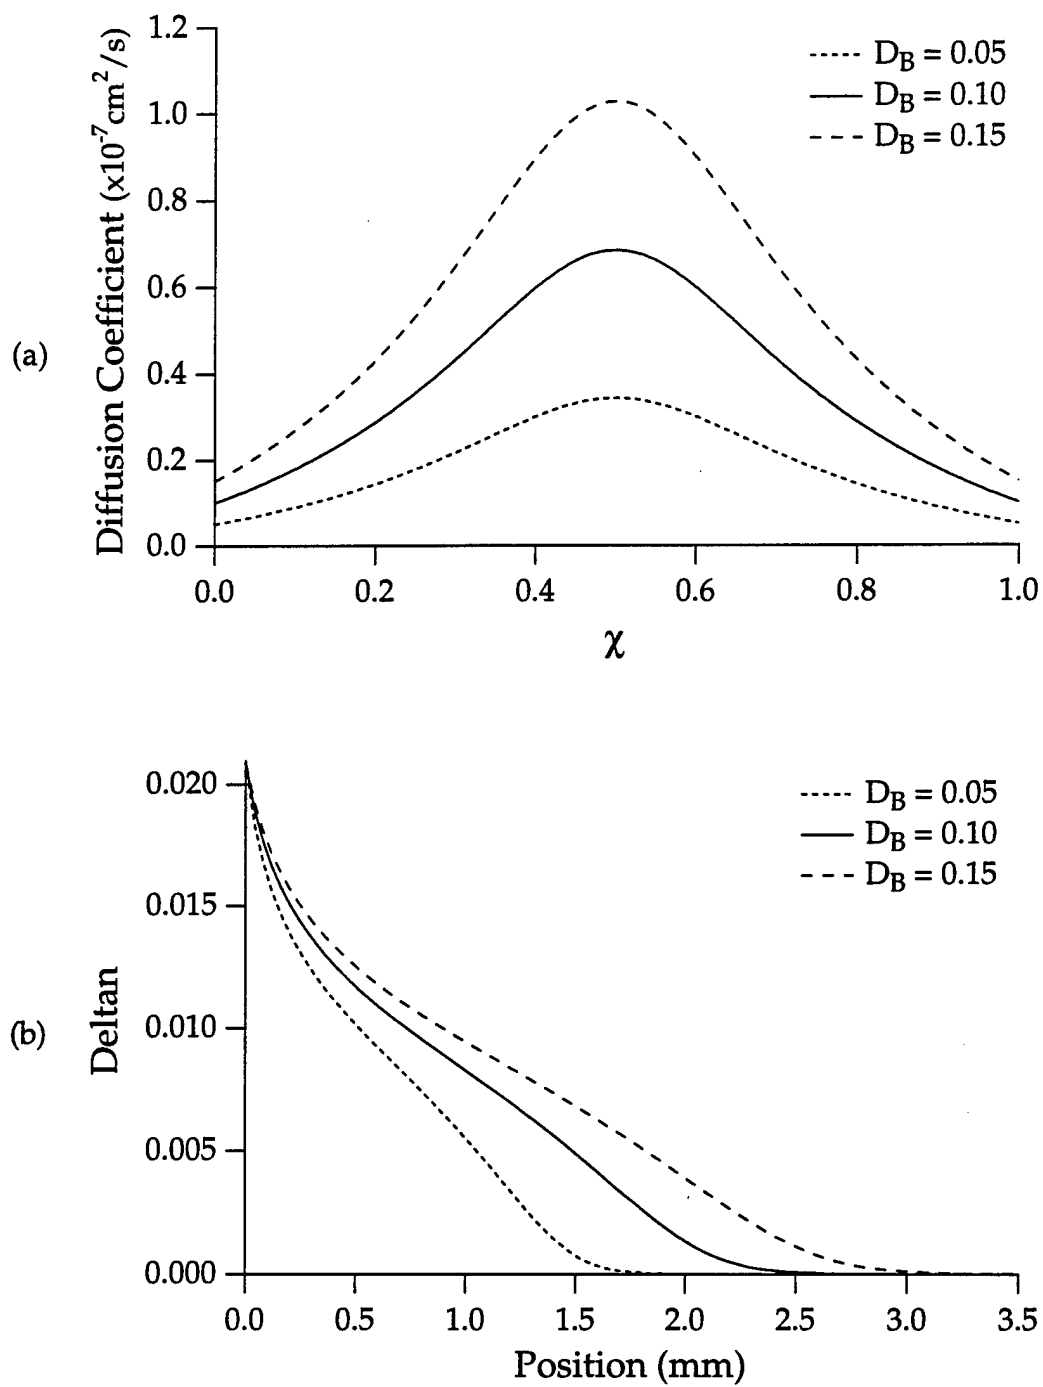 (a)
Diffusion Coefficient (x10⁻⁷cm²/s)
1.2
1.0
0.8
0.6
0.4
0.2
0.0
D_B = 0.05
D_B = 0.10
D_B = 0.15
0.0 0.2 0.4 0.6 0.8 1.0
χ
(b)
Deltan
0.020
0.015
0.010
0.005
0.000
D_B = 0.05
D_B = 0.10
D_B = 0.15
0.0 0.5 1.0 1.5 2.0 2.5 3.0 3.5
Position (mm)